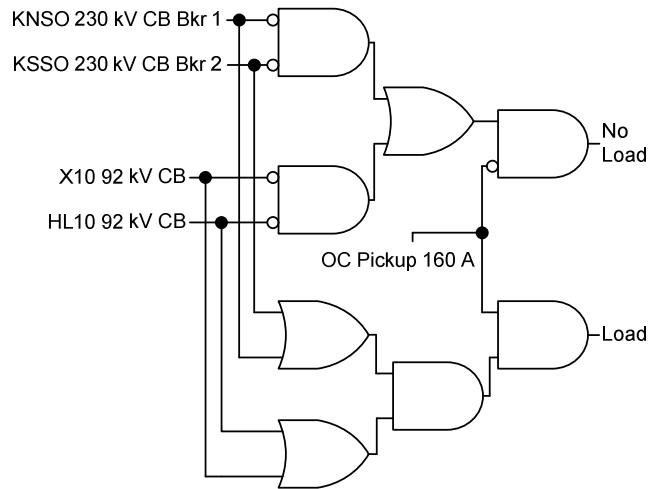 KNSO 230 kV CB Bkr 1
KSSO 230 kV CB Bkr 2
No
Load
X10 92 kV CB
HL10 92 kV CB
OC Pickup 160 A
Load